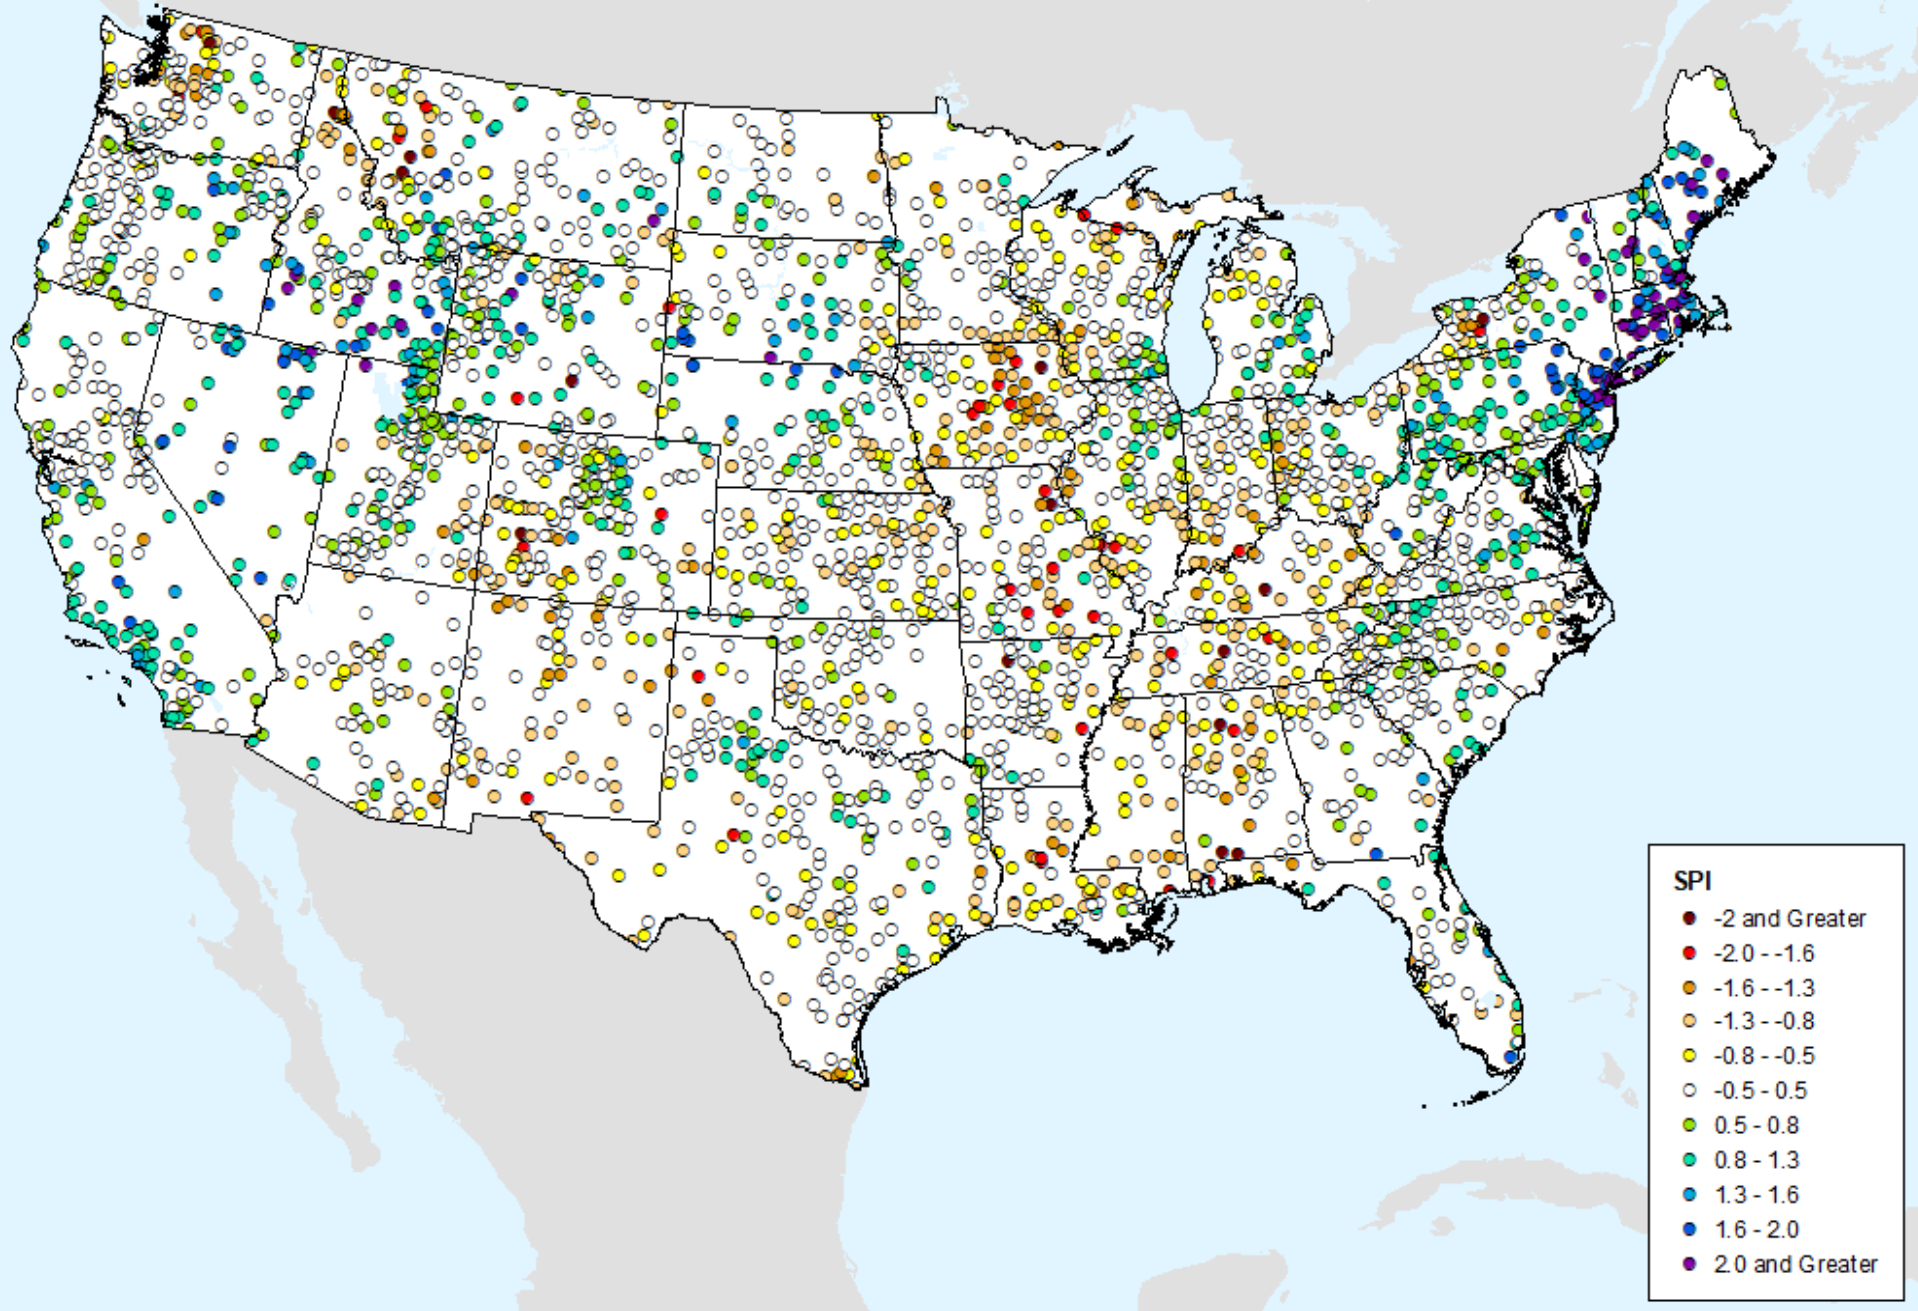 SPI
-2 and Greater
-2.0 - -1.6
-1.6 - -1.3
-1.3 - -0.8
-0.8 - -0.5
-0.5 - 0.5
0.5 - 0.8
0.8 - 1.3
1.3 - 1.6
1.6 - 2.0
2.0 and Greater